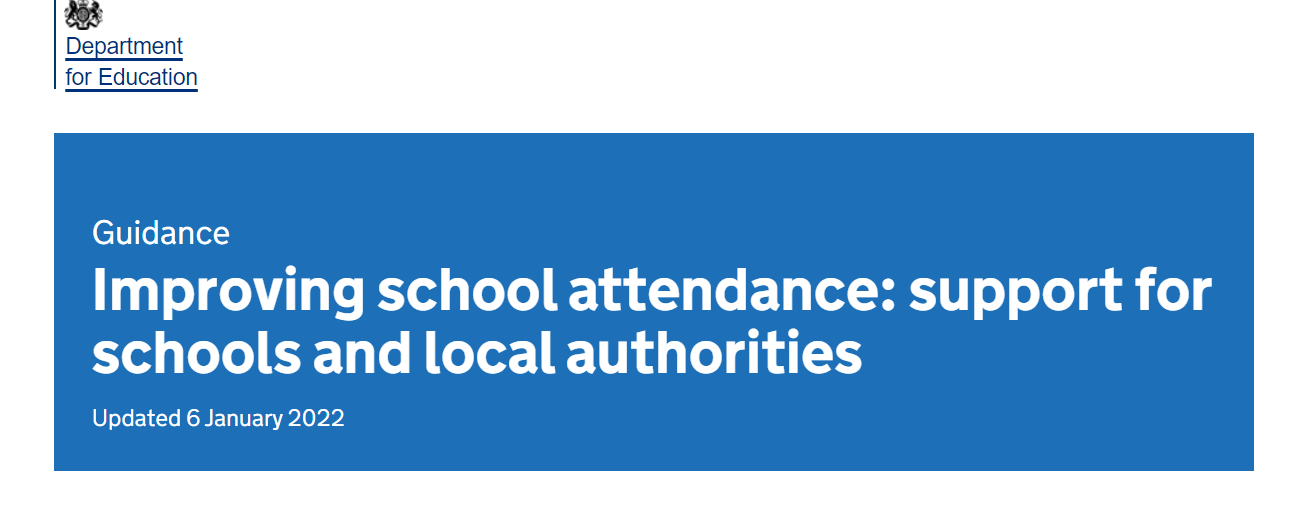 Department
for Education
Guidance
Improving school attendance: support for
schools and local authorities
Updated 6 January 2022